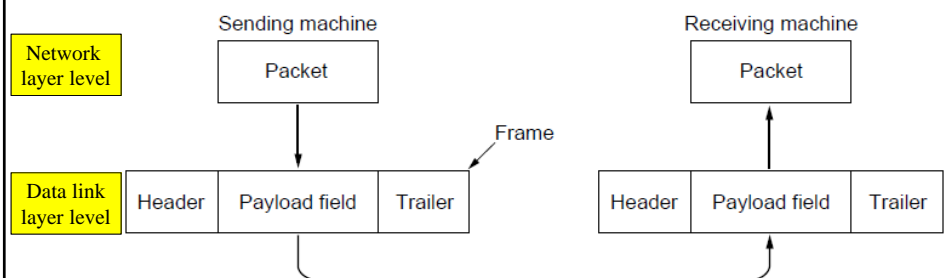 Sending machine
Receiving machine
Network
layer level
Packet
Packet
Frame
Data link
layer level
Header
Payload field
Trailer
Header
Payload field
Trailer